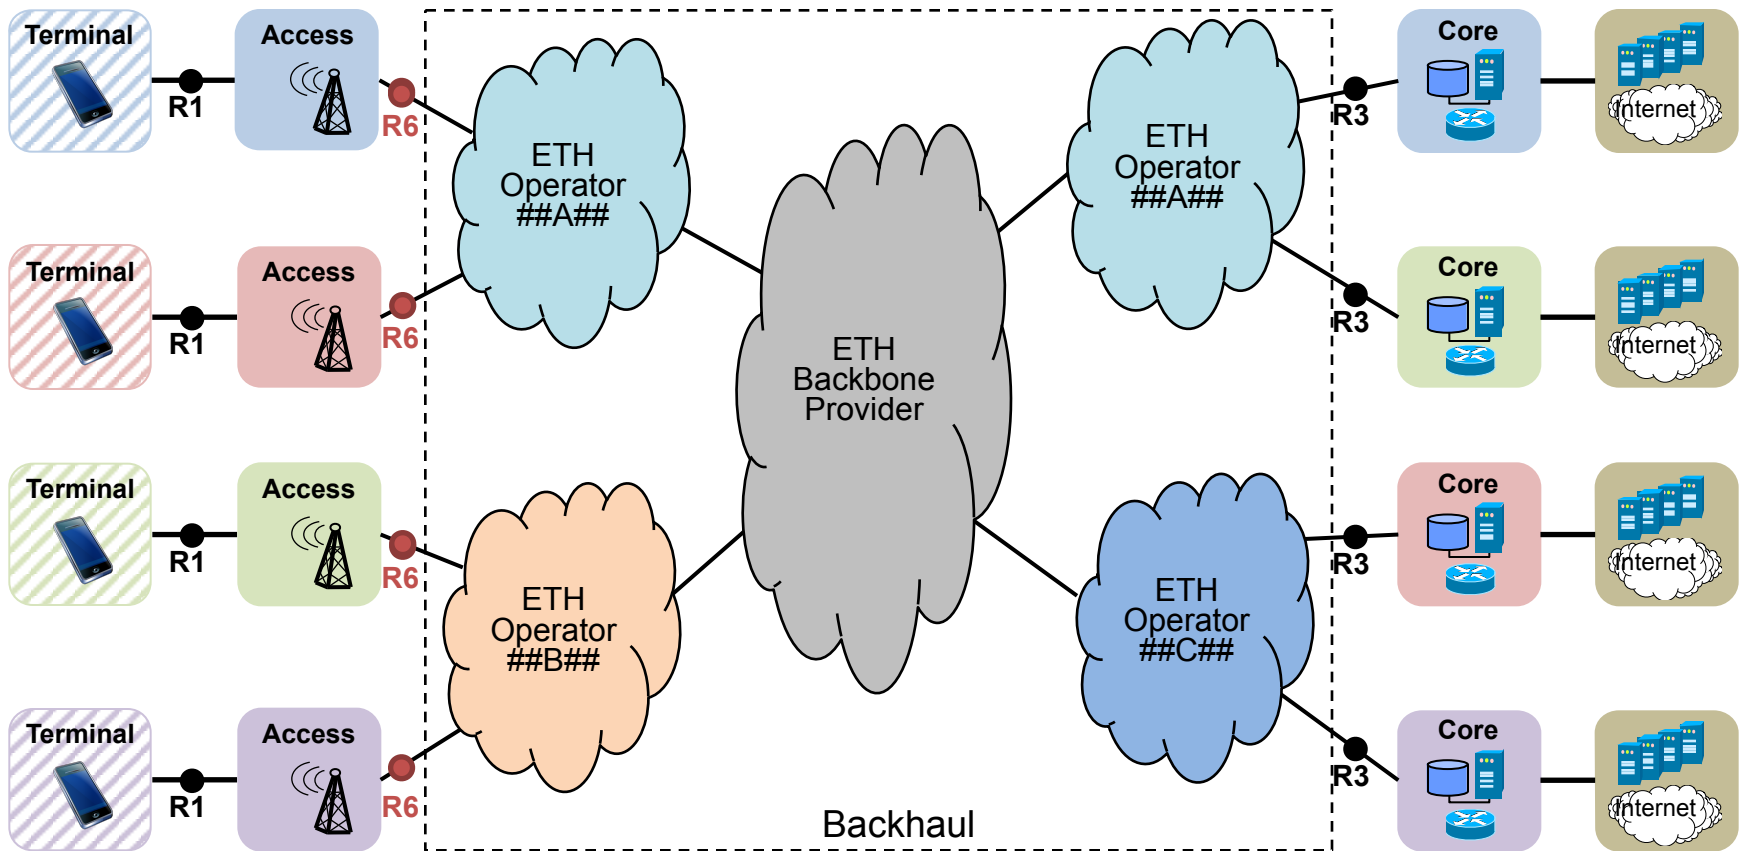 Terminal
R1
Access
R6
ETH
Operator
##A##
ETH
Operator
##A##
R3
Core
Internet
Terminal
R1
Access
R6
ETH
Backbone
Provider
R3
Core
Internet
Terminal
R1
Access
R6
ETH
Operator
##B##
ETH
Operator
##C##
R3
Core
Internet
Terminal
R1
Access
R6
R3
Core
Internet
Backhaul